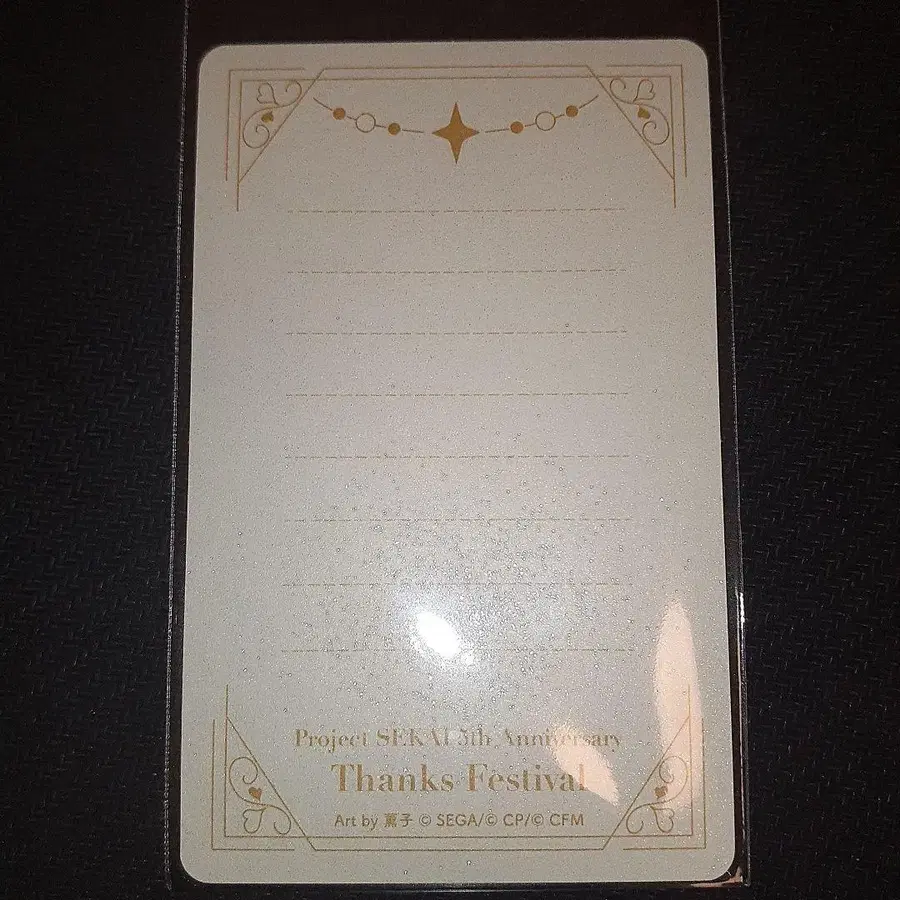 Project SEKAI 5th Anniversary
Thanks Festival
Art by 薫子 © SEGA/© CP/© CFM